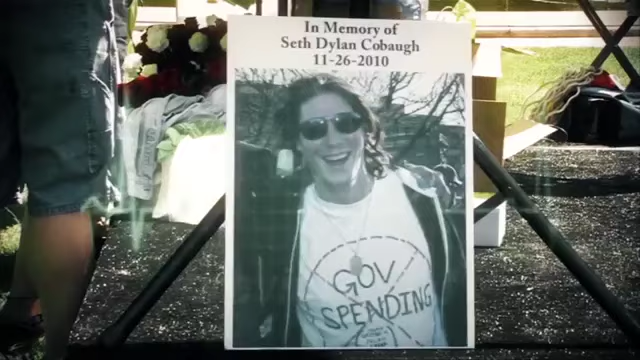 In Memory of
Seth Dylan Cobaugh
11-26-2010
GOV
SPENDING